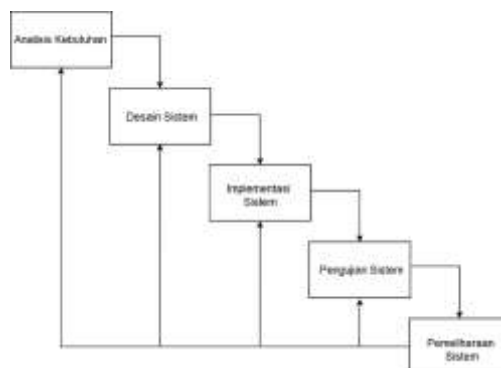 Analisis Kebutuhan
Desain Sistem
Implementasi
Sistem
Pengujian Sistem
Pemeliharaan
Sistem